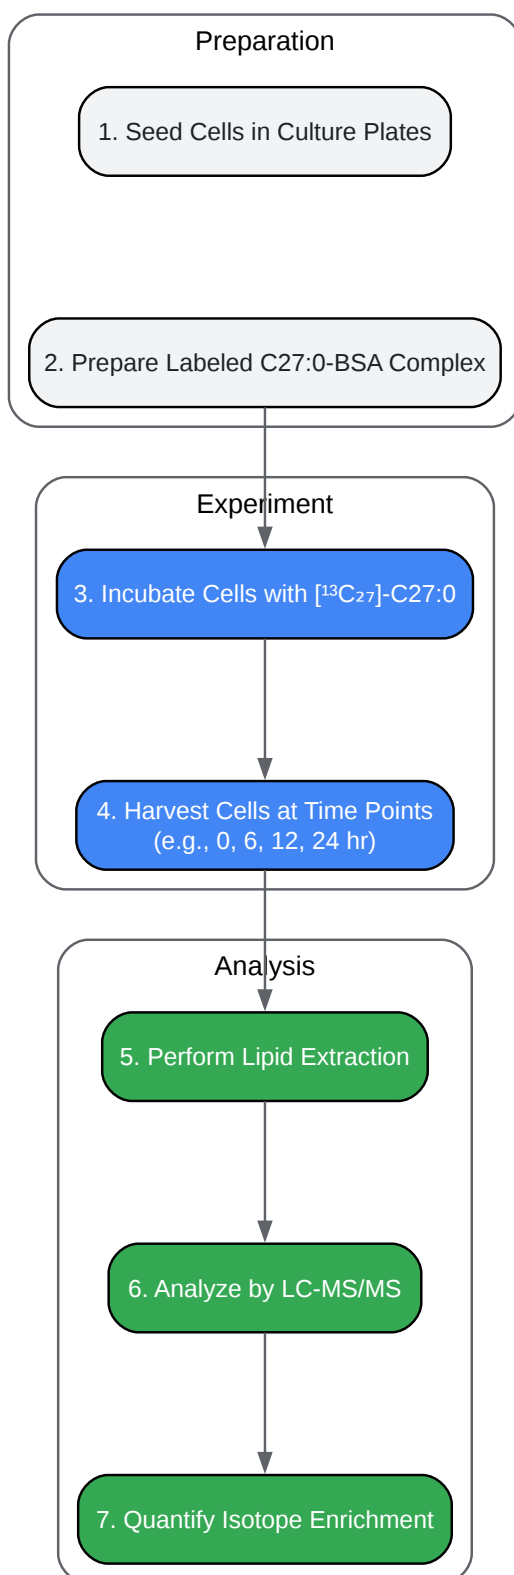 Preparation
1. Seed Cells in Culture Plates
2. Prepare Labeled C27:0-BSA Complex
Experiment
3. Incubate Cells with [¹³C₂₇]-C27:0
4. Harvest Cells at Time Points
(e.g., 0, 6, 12, 24 hr)
Analysis
5. Perform Lipid Extraction
6. Analyze by LC-MS/MS
7. Quantify Isotope Enrichment